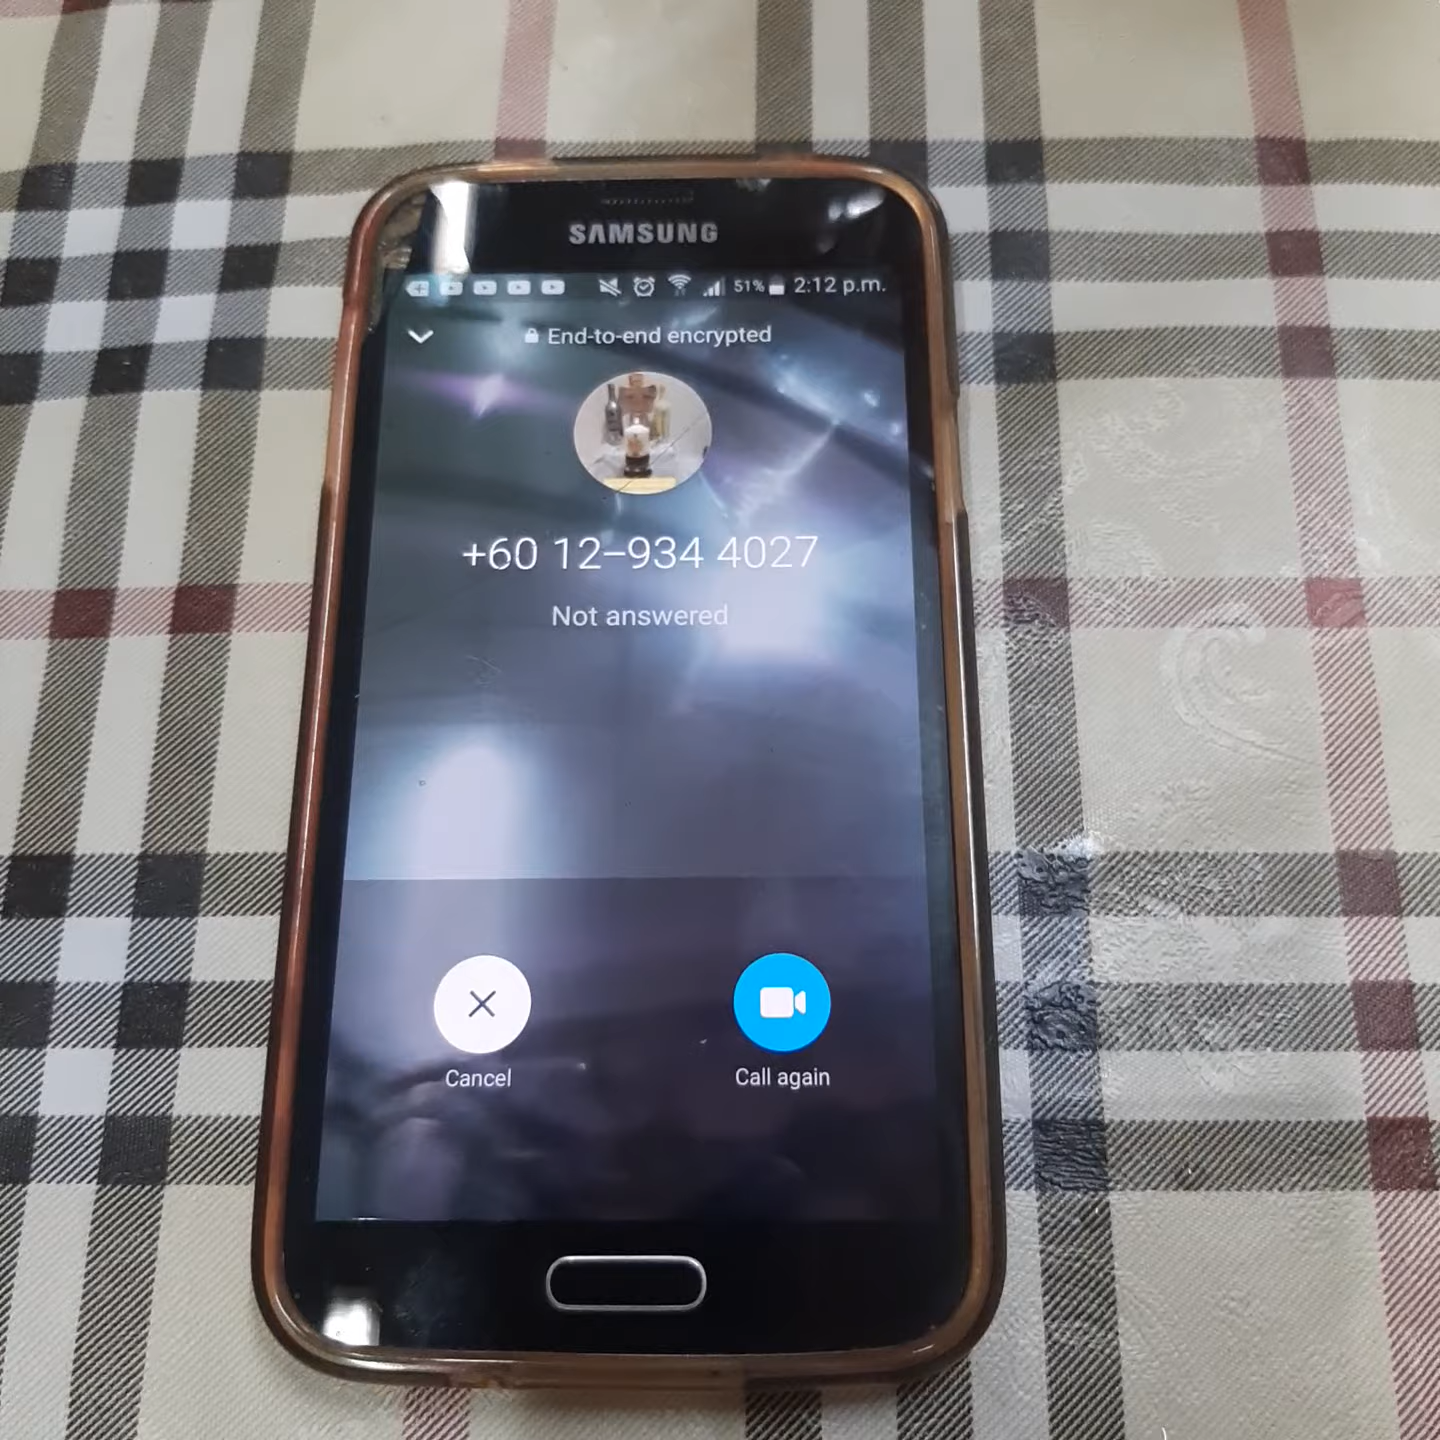 SAMSUNG
51% 2:12 p.m.
End-to-end encrypted
+60 12–934 4027
Not answered
Cancel
Call again